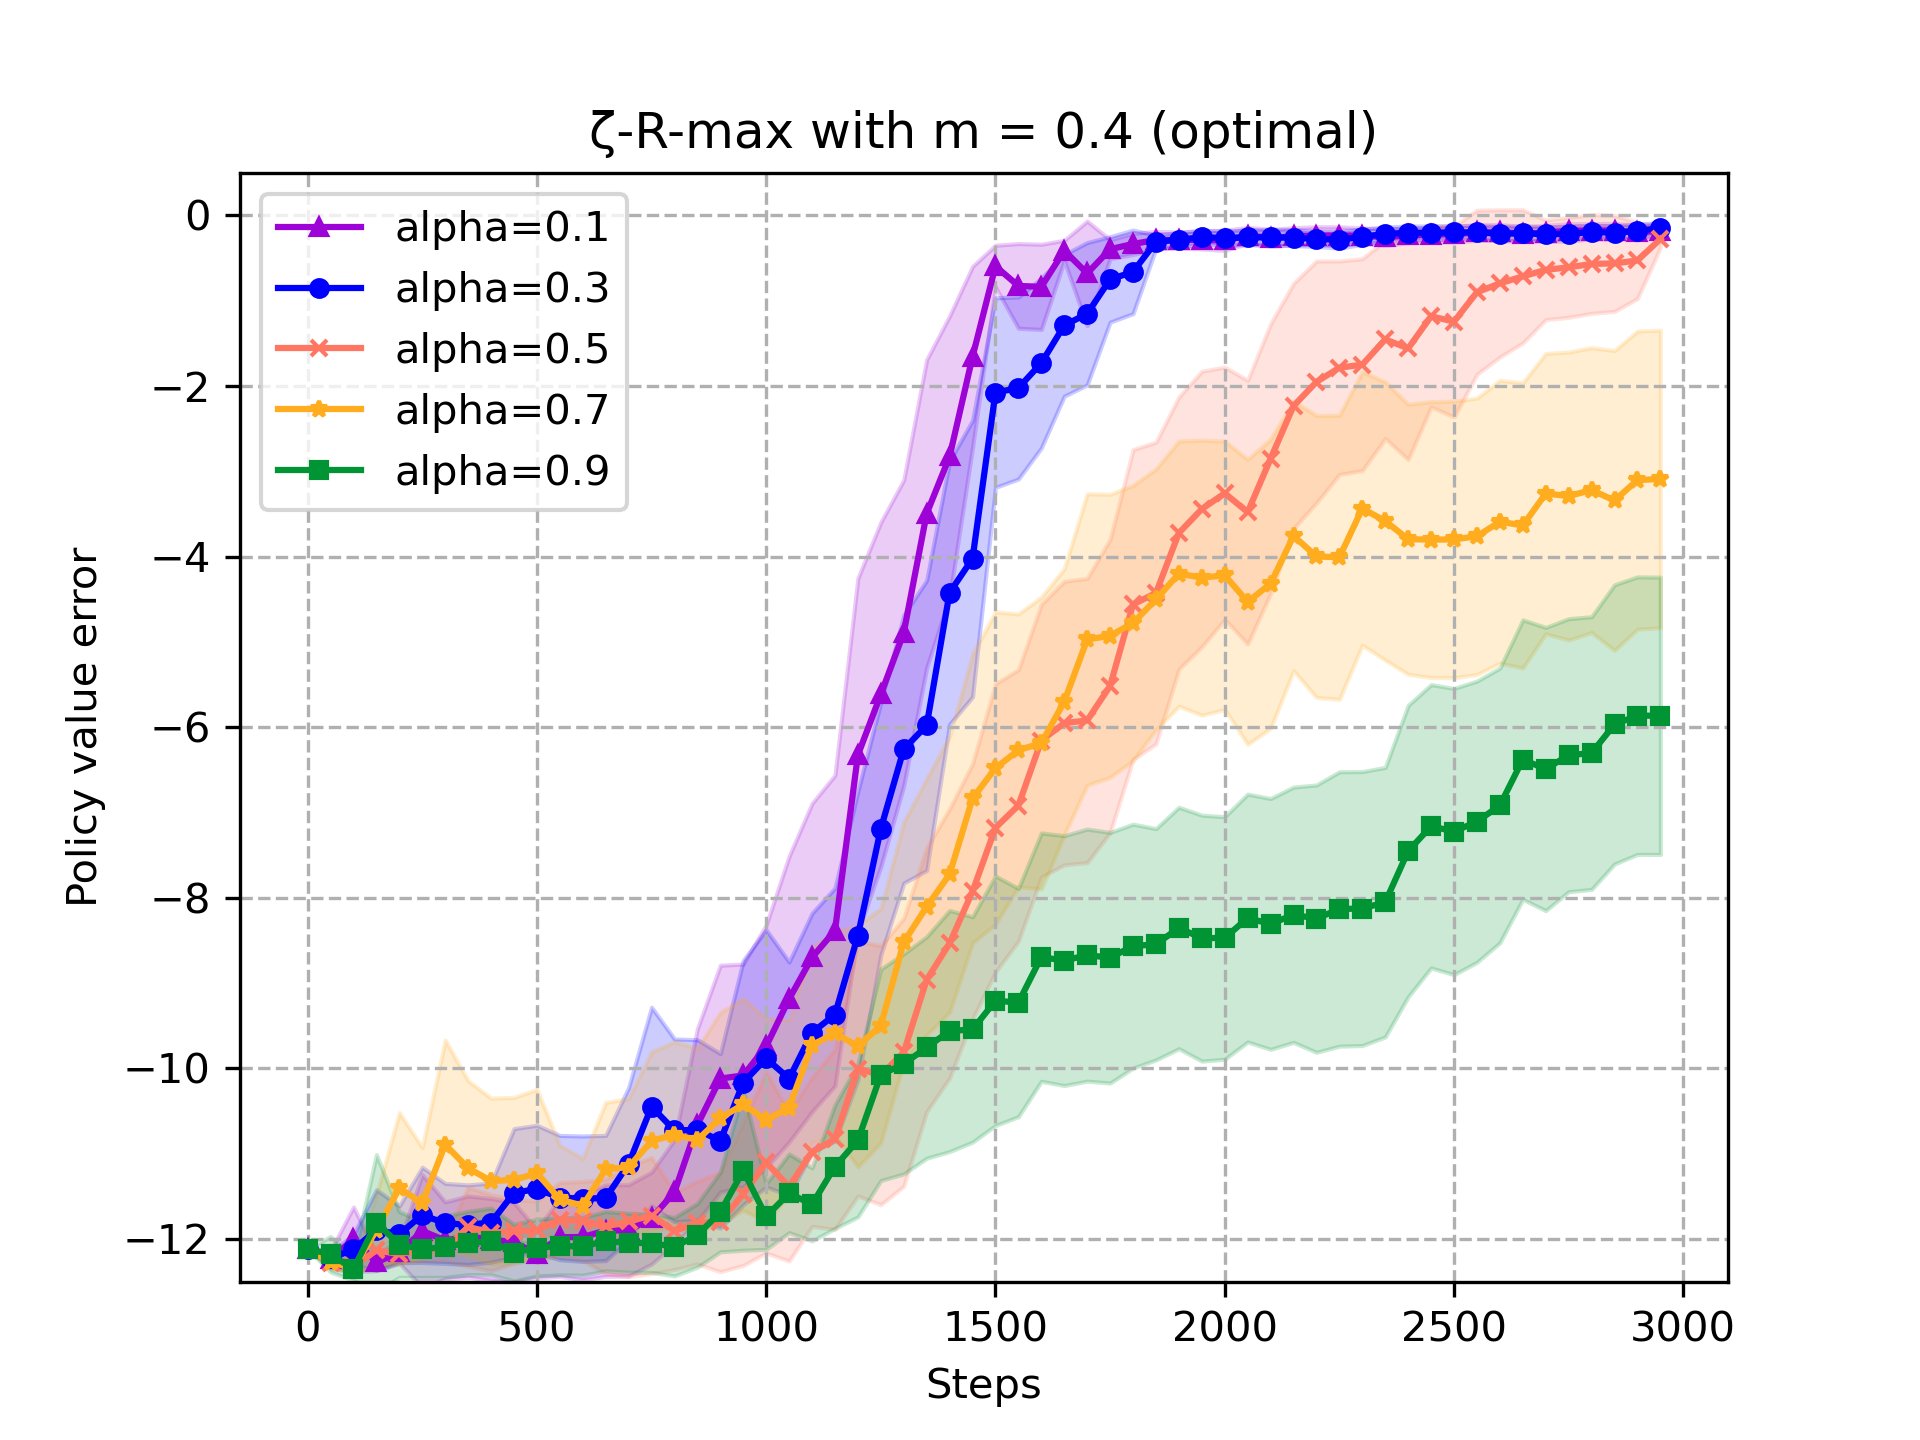 ζ-R-max with m = 0.4 (optimal)
alpha=0.1
alpha=0.3
alpha=0.5
alpha=0.7
alpha=0.9
0
−2
−4
−6
−8
−10
−12
Policy value error
0 500 1000 1500 2000 2500 3000
Steps